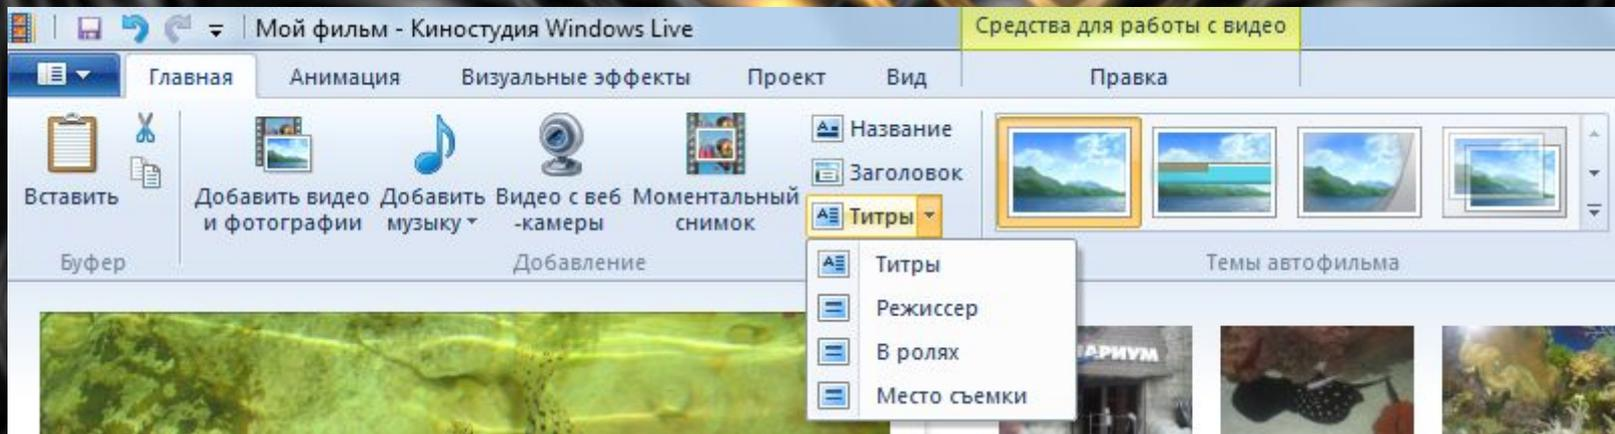 Мой фильм - Киностудия Windows Live
Средства для работы с видео
Главная
Анимация
Визуальные эффекты
Проект
Вид
Правка
Вставить
Добавить видео
и фотографии
Добавить
музыку
Видео с веб
-камеры
Моментальный
снимок
Название
Заголовок
Титры
Буфер
Добавление
Темы автофильма
Титры
Режиссер
В ролях
Место съемки